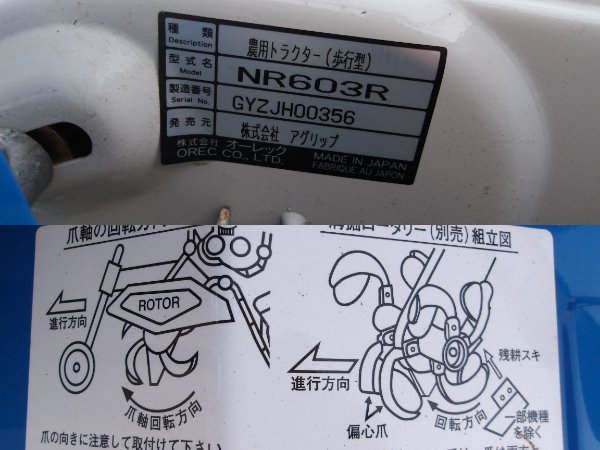 種類 Description 農用トラクター(歩行型)
型式名 Model NR603R
製造番号 Serial No. GYZJH00356
発売元 株式会社 アグリップ
株式会社 オーレック
OREC CO., LTD.
MADE IN JAPAN
FABRIQUE AU JAPON
爪軸の回転方
ロータリー(別売)組立図
ROTOR
進行方向
爪軸回転方向
爪の向きに注意して取付けて下さい
進行方向
偏心爪
回転方向
残耕スキ
一部機種
を除く